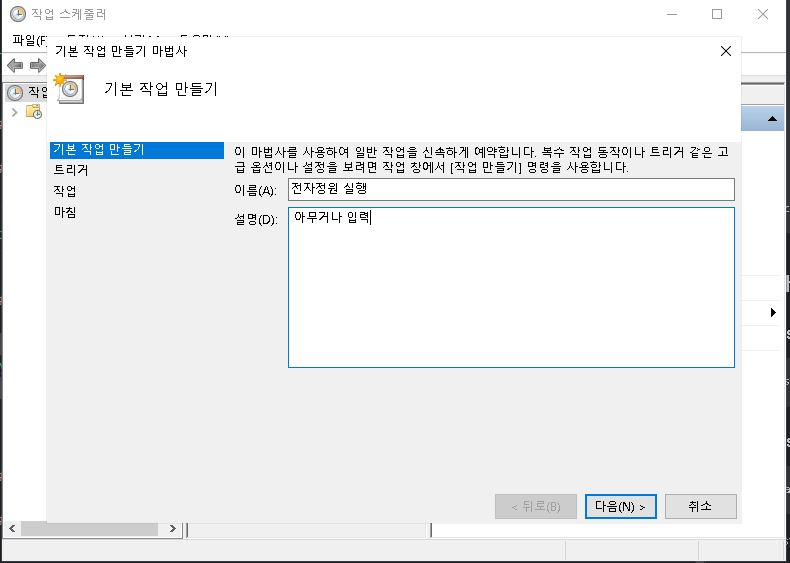 작업 스케줄러
파일(F)
기본 작업 만들기 마법사
기본 작업 만들기
기본 작업 만들기
트리거
작업
마침
이 마법사를 사용하여 일반 작업을 신속하게 예약합니다. 복수 작업 동작이나 트리거 같은 고
급 옵션이나 설정을 보려면 작업 창에서 [작업 만들기] 명령을 사용합니다.
이름(A):
전자정원 실행
설명(D):
아무거나 입력
< 뒤로(B)
다음(N) >
취소